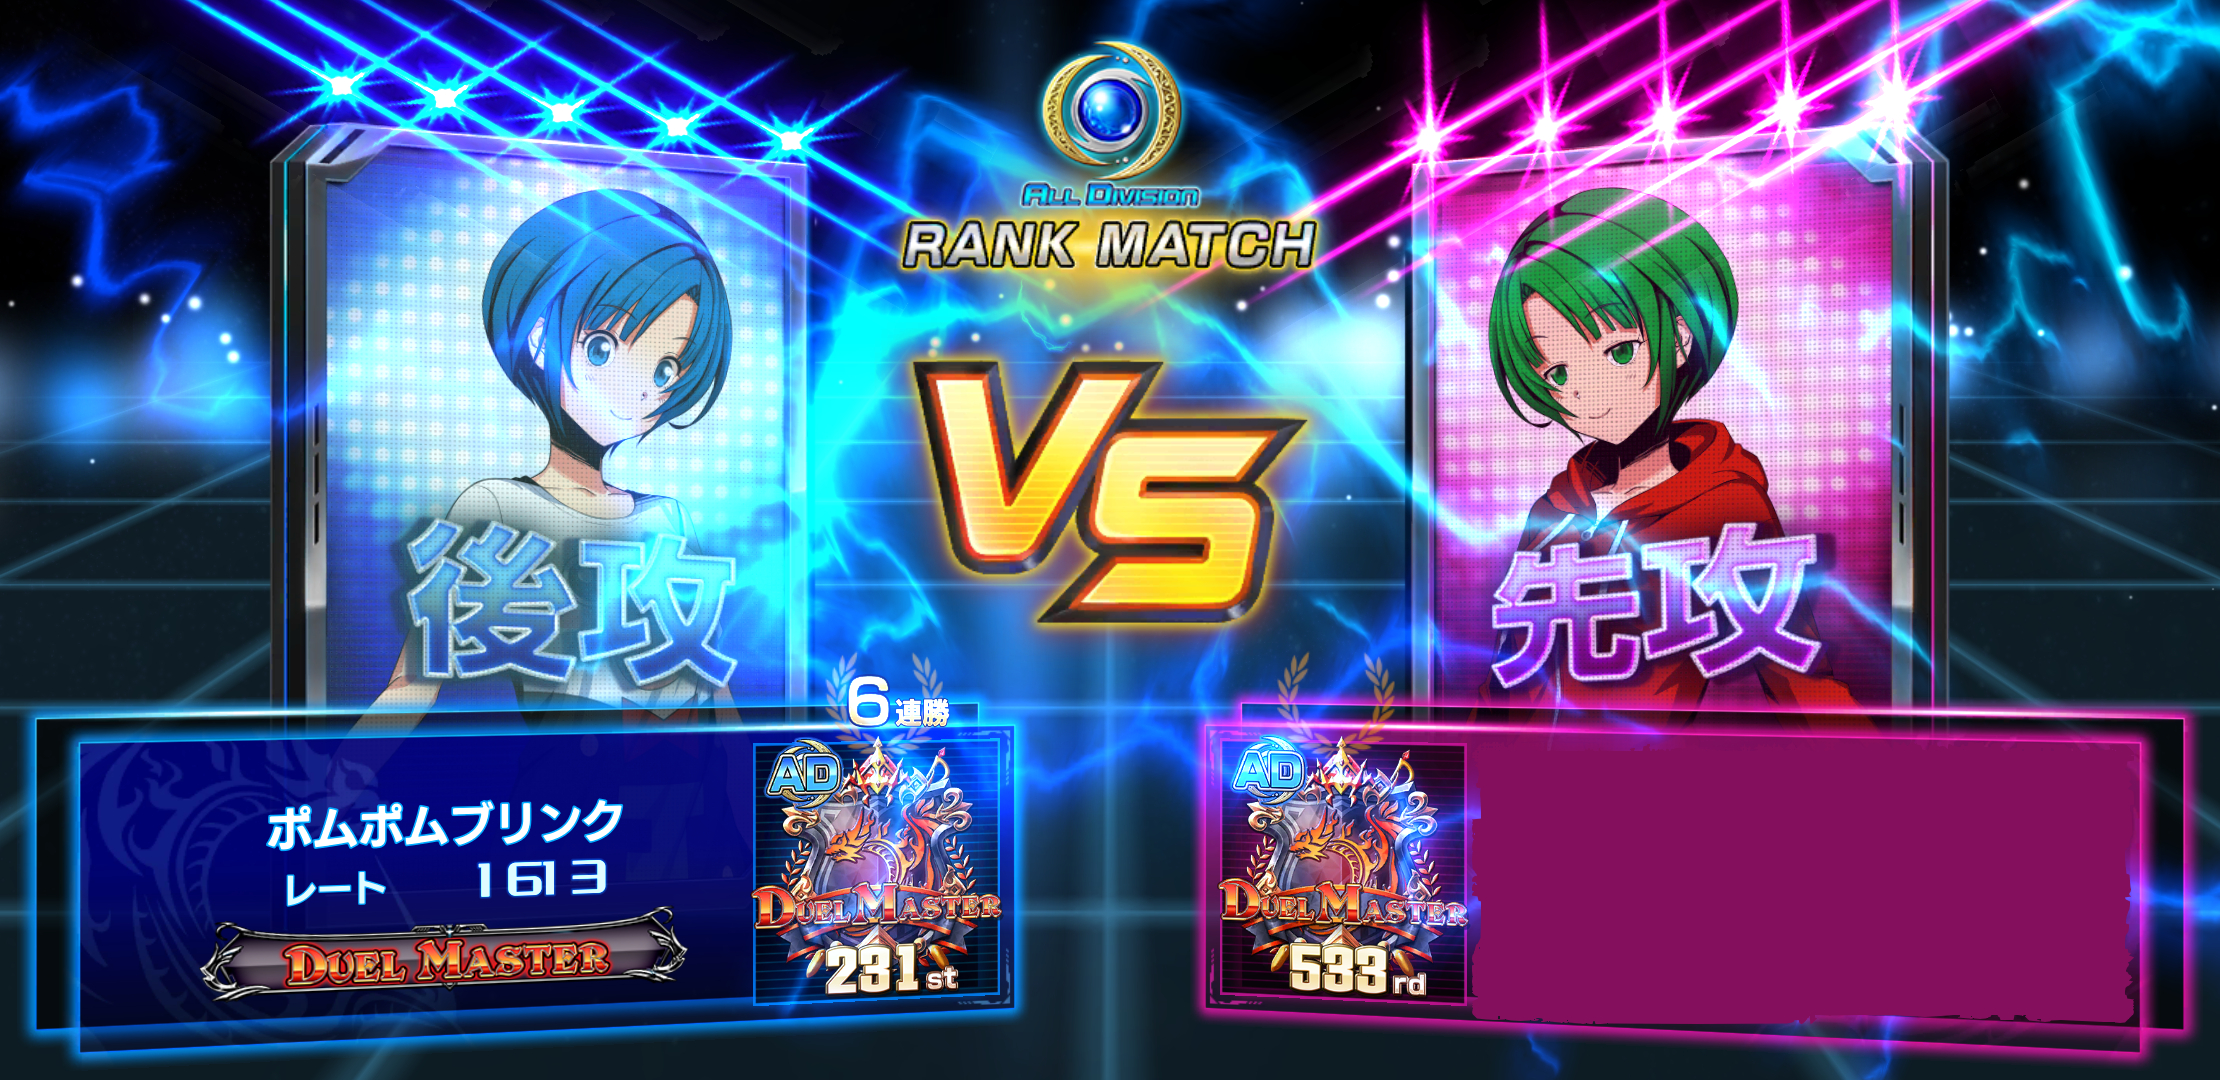 ALL DIVISION
RANK MATCH
VS
後攻
先攻
6連勝
AD
DUEL MASTER
231st
ポムポムブリンク
レート 1613
DUEL MASTER
AD
DUEL MASTER
533rd